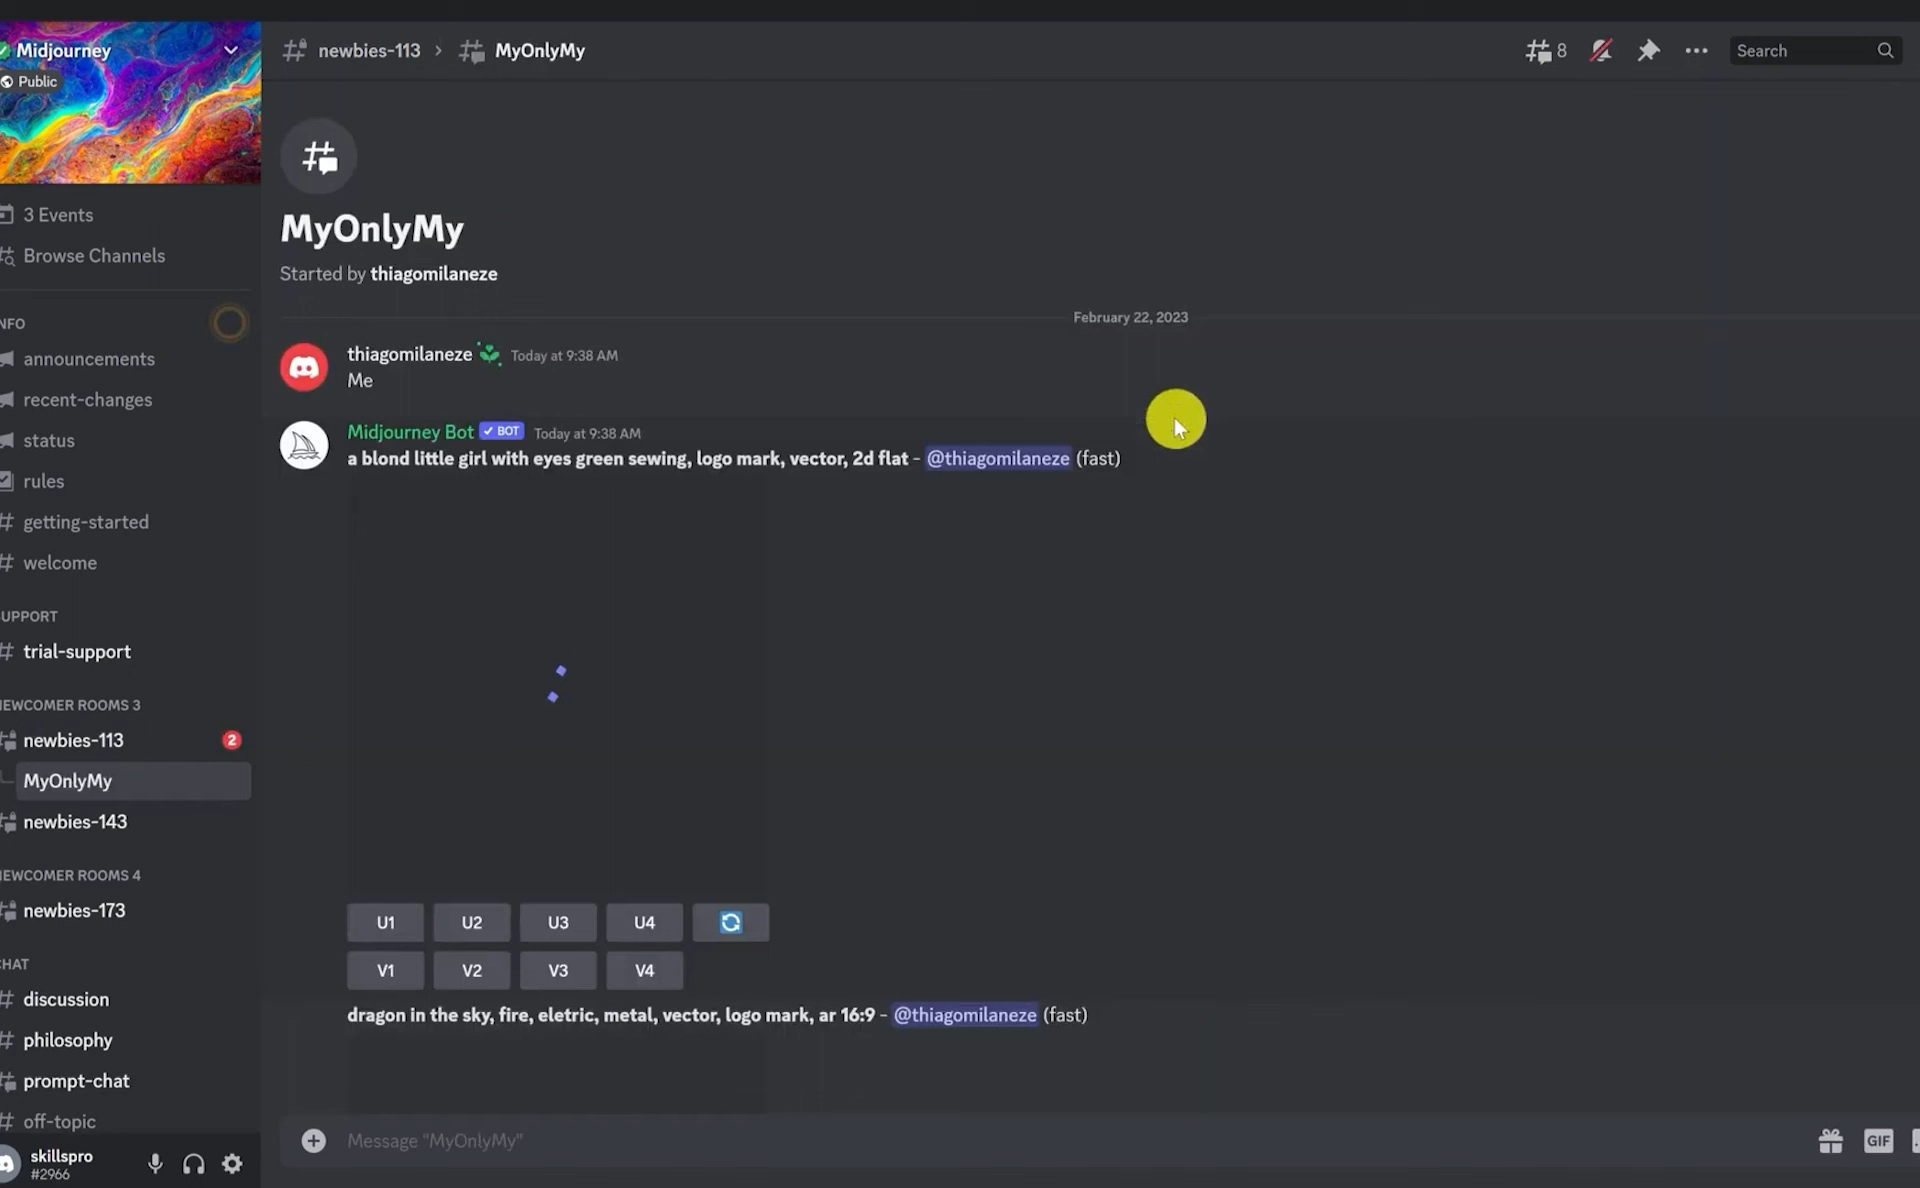 Midjourney
Public
3 Events
Browse Channels
NFO
announcements
recent-changes
status
rules
getting-started
welcome
SUPPORT
trial-support
NEWCOMER ROOMS 3
newbies-113
2
MyOnlyMy
newbies-143
NEWCOMER ROOMS 4
newbies-173
CHAT
discussion
philosophy
prompt-chat
off-topic
skillspro
#2966
newbies-113 › MyOnlyMy
8
Search
MyOnlyMy
Started by thiagomilaneze
February 22, 2023
thiagomilaneze Today at 9:38 AM
Me
Midjourney Bot ✓ BOT Today at 9:38 AM
a blond little girl with eyes green sewing, logo mark, vector, 2d flat - @thiagomilaneze (fast)
U1 U2 U3 U4
V1 V2 V3 V4
dragon in the sky, fire, eletric, metal, vector, logo mark, ar 16:9 - @thiagomilaneze (fast)
Message "MyOnlyMy"
GIF